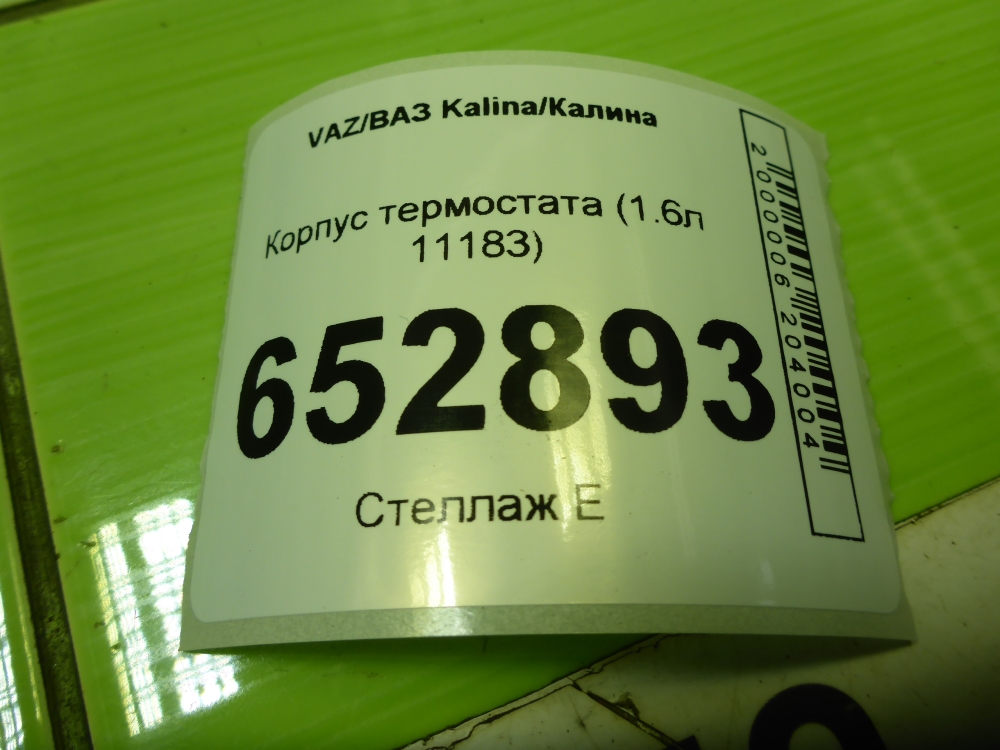 VAZ/ВАЗ Kalina/Калина
Корпус термостата (1.6л
11183)
652893
Стеллаж Е
2000006204004